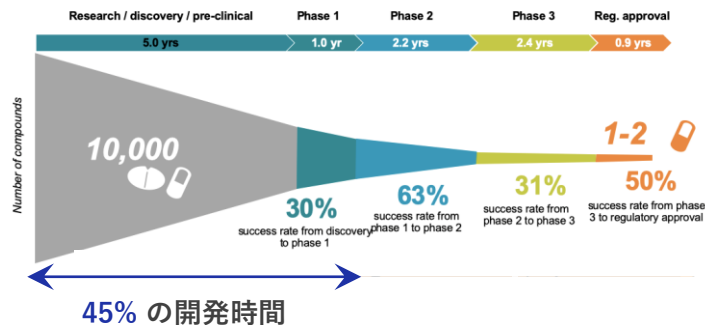 Research / discovery / pre-clinical
Phase 1
Phase 2
Phase 3
Reg. approval
5.0 yrs
1.0 yr
2.2 yrs
2.4 yrs
0.9 yrs
Number of compounds
10,000
1-2
30%
success rate from discovery
to phase 1
63%
success rate from
phase 1 to phase 2
31%
success rate from
phase 2 to phase 3
50%
success rate from phase
3 to regulatory approval
45% の開発時間